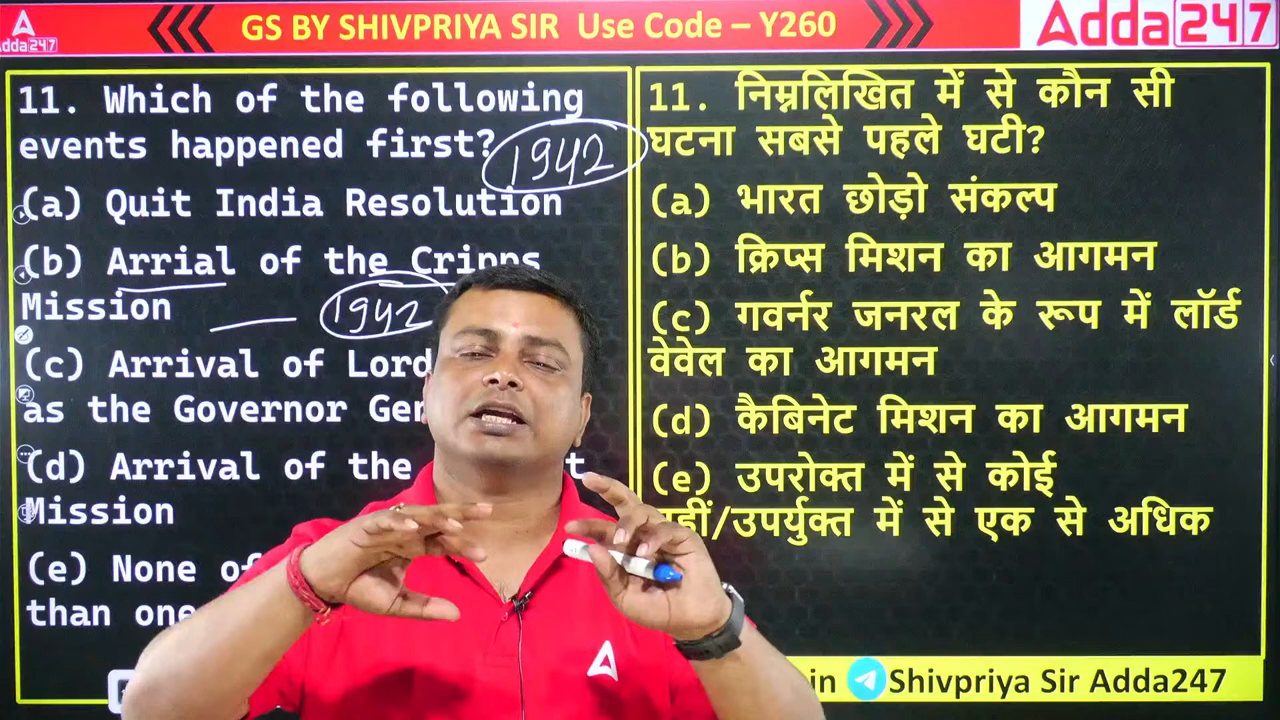 GS BY SHIVPRIYA SIR Use Code – Y260
Adda247
Adda247
11. Which of the following
events happened first?
1942
(a) Quit India Resolution
(b) Arrial of the Cripps
Mission
1942
(c) Arrival of Lord
as the Governor
(d) Arrival of the
Mission
(e) None
than one
11. निम्नलिखित में से कौन सी
घटना सबसे पहले घटी?
(a) भारत छोड़ो संकल्प
(b) क्रिप्स मिशन का आगमन
(c) गवर्नर जनरल के रूप में लॉर्ड
वेवेल का आगमन
(d) कैबिनेट मिशन का आगमन
(e) उपरोक्त में से कोई
नहीं/उपर्युक्त में से एक से अधिक
in Shivpriya Sir Adda247